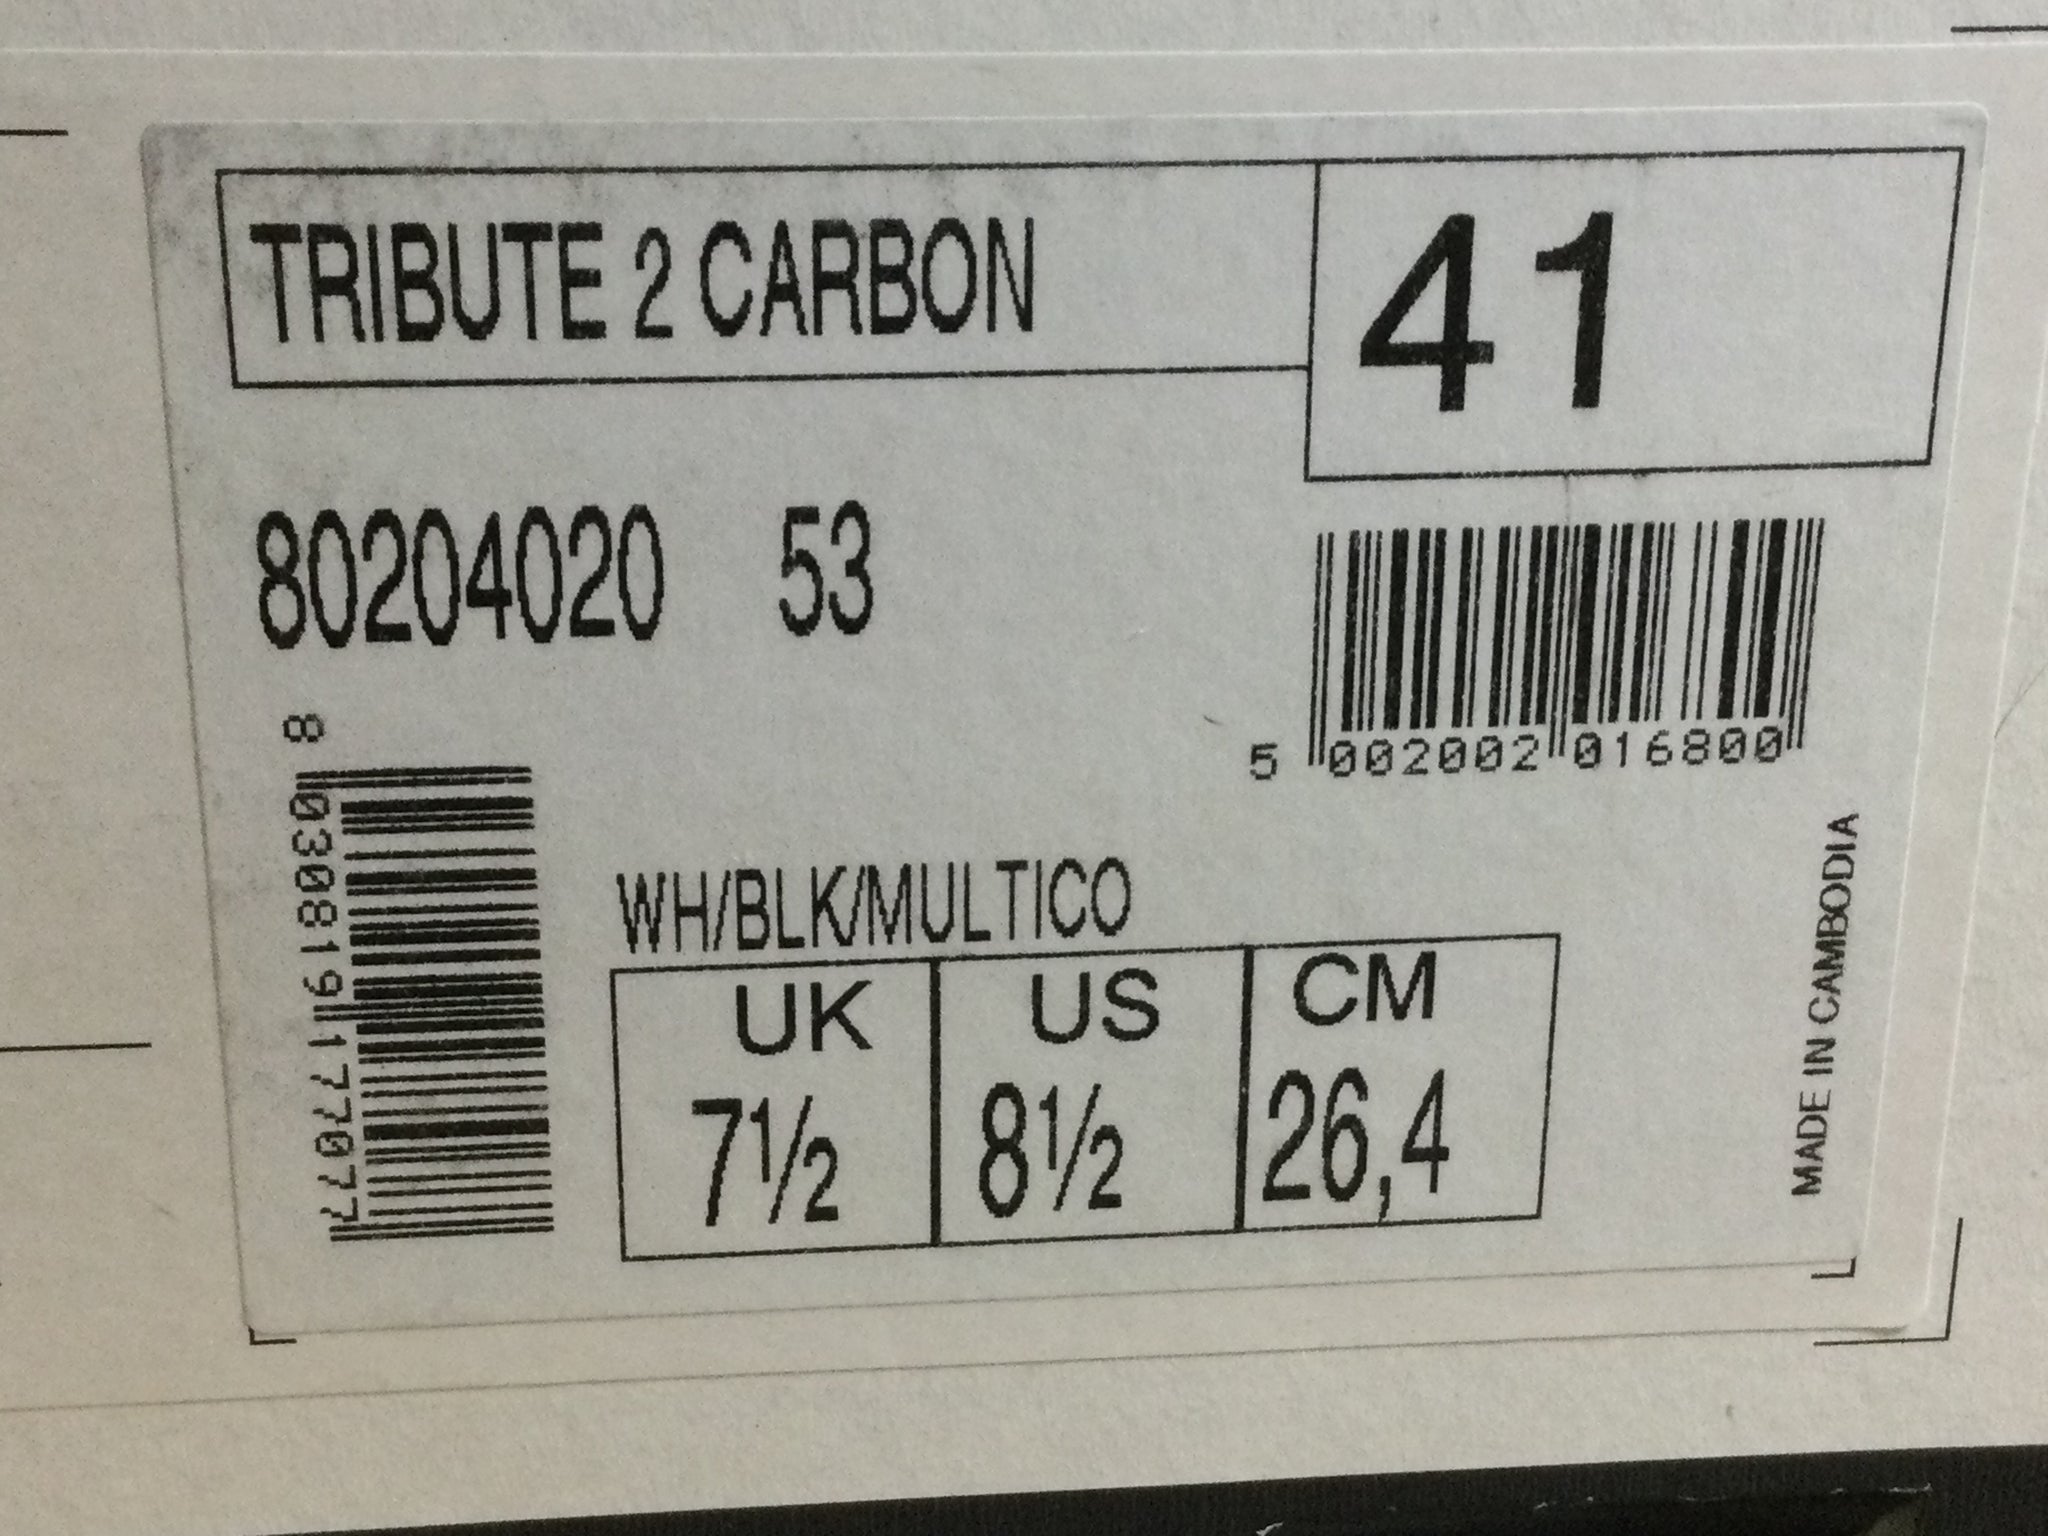 TRIBUTE 2 CARBON
41
80204020 53
5 002002 016800
8 030819 177077
WH/BLK/MULTICO
UK US CM
7½ 8½ 26,4
MADE IN CAMBODIA